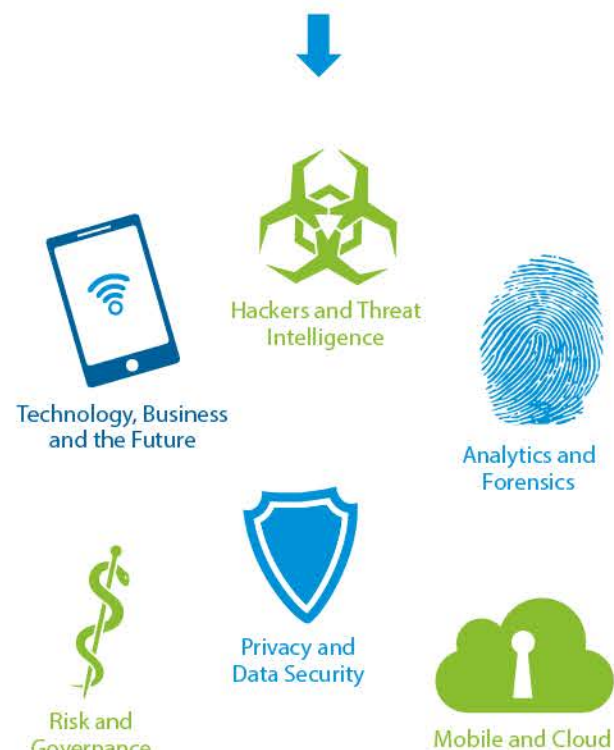 Hackers and Threat
Intelligence
Technology, Business
and the Future
Analytics and
Forensics
Privacy and
Data Security
Risk and
Governance
Mobile and Cloud